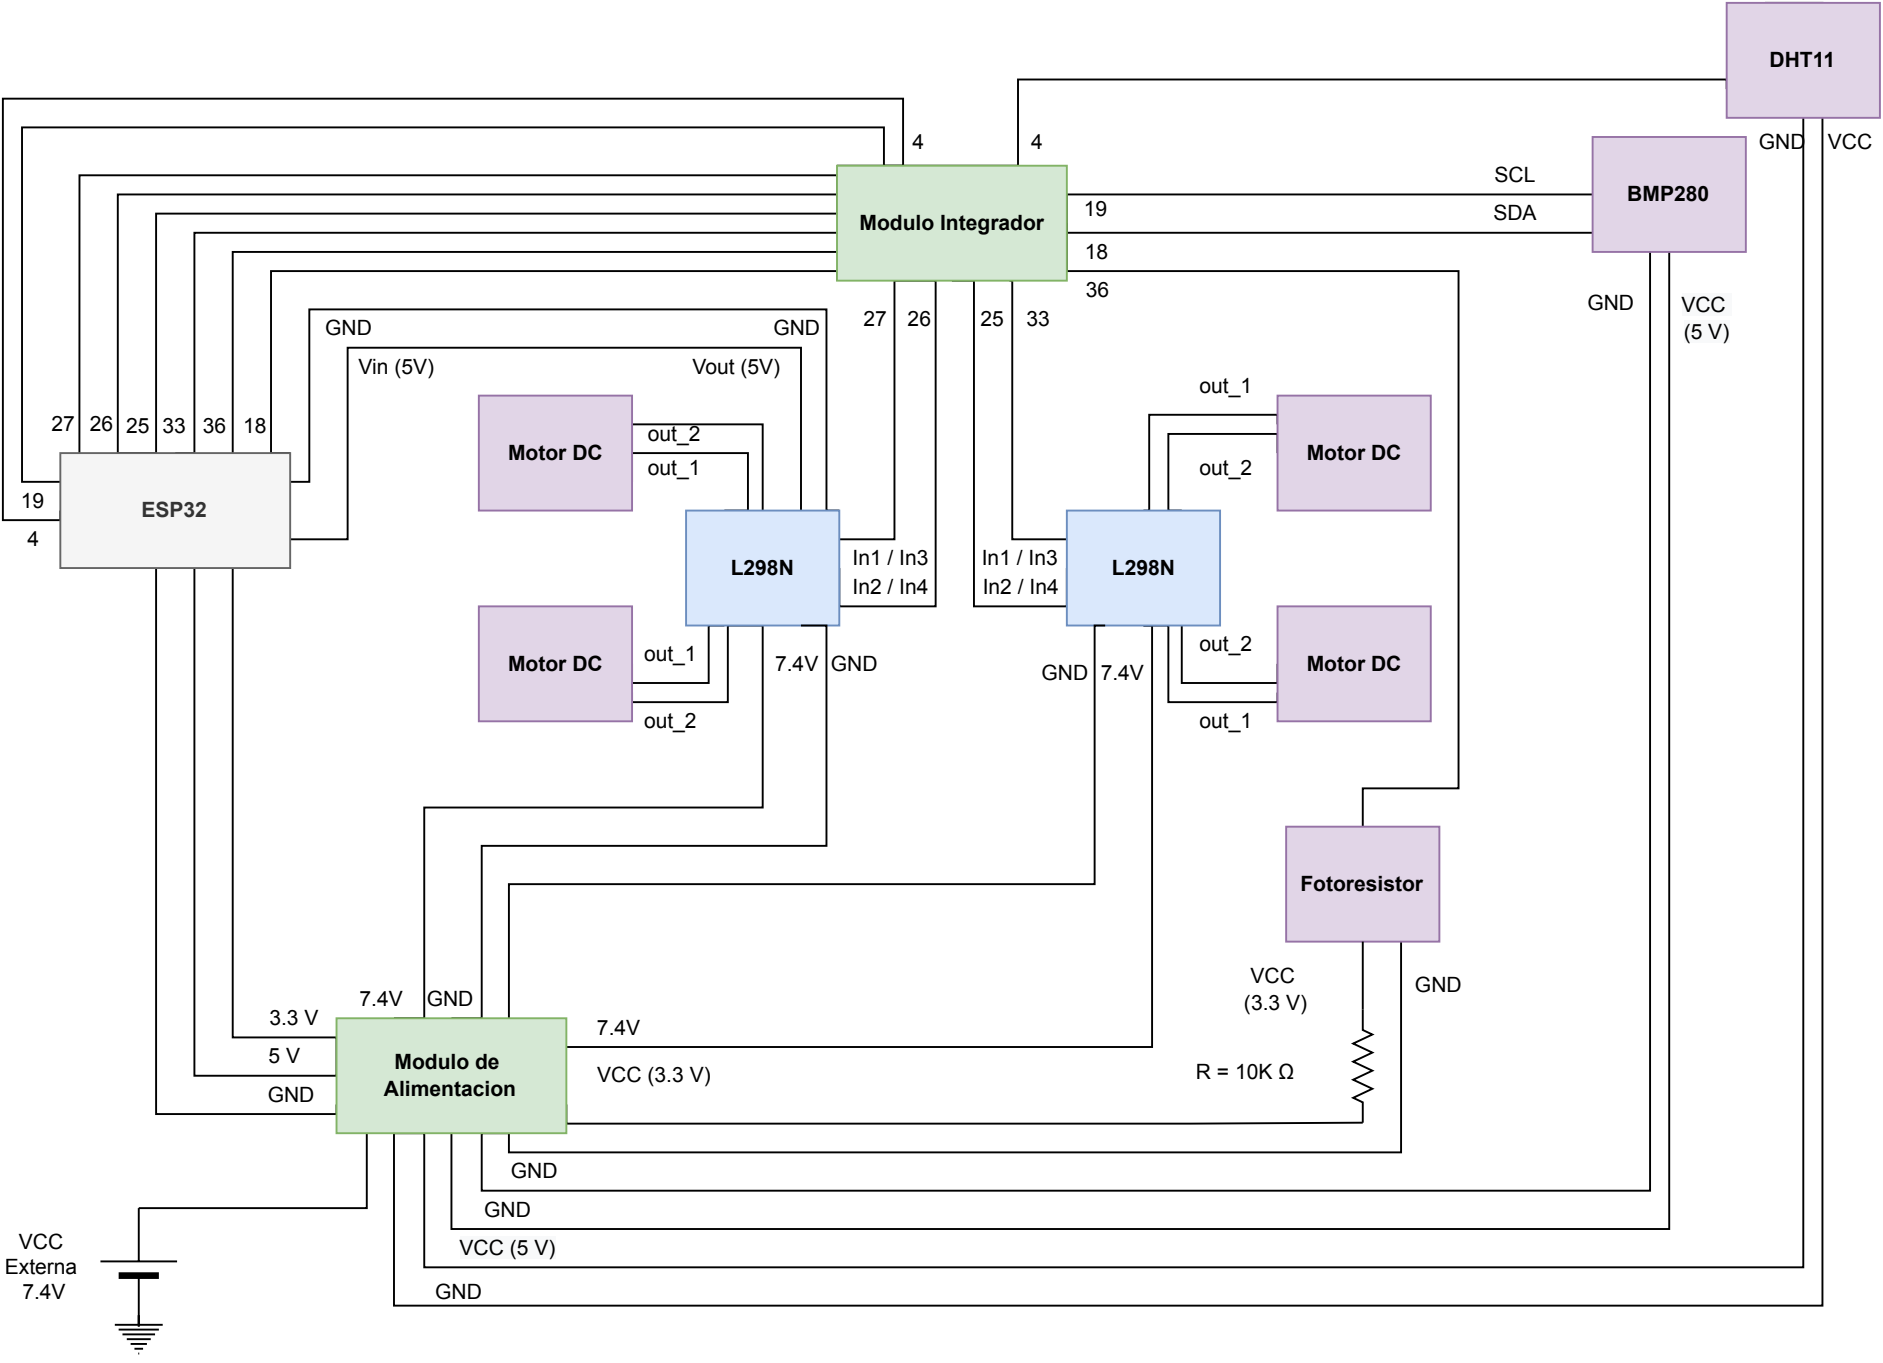 DHT11
4
4
GND
VCC
SCL
BMP280
Modulo Integrador
19
SDA
18
36
GND
VCC
(5 V)
27
26
25
33
GND
GND
Vin (5V)
Vout (5V)
out_1
27
26
25
33
36
18
Motor DC
out_2
out_1
Motor DC
out_2
19
ESP32
4
L298N
In1 / In3
In2 / In4
In1 / In3
In2 / In4
L298N
Motor DC
out_1
out_2
7.4V
GND
GND
7.4V
out_2
out_1
Motor DC
Fotoresistor
VCC
(3.3 V)
GND
7.4V
GND
3.3 V
5 V
GND
Modulo de
Alimentacion
7.4V
VCC (3.3 V)
R = 10K Ω
GND
GND
VCC (5 V)
GND
VCC
Externa
7.4V